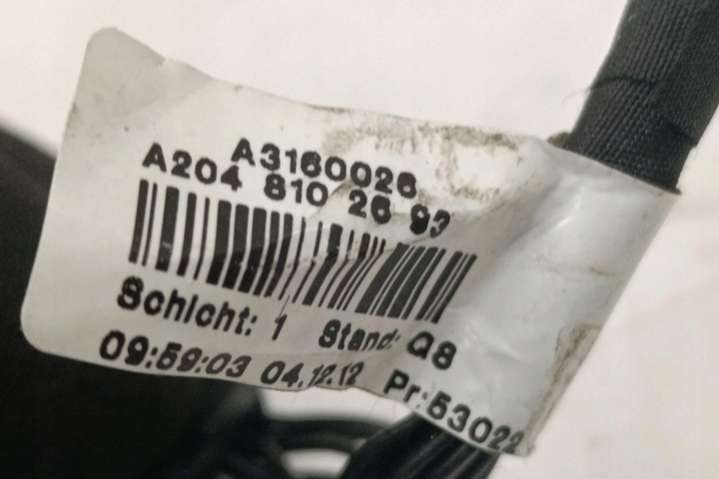 A3160026
A204 810 26 93
Schicht: 1 Stand: Q8
09:59:03 04.12.12 Pr:53022